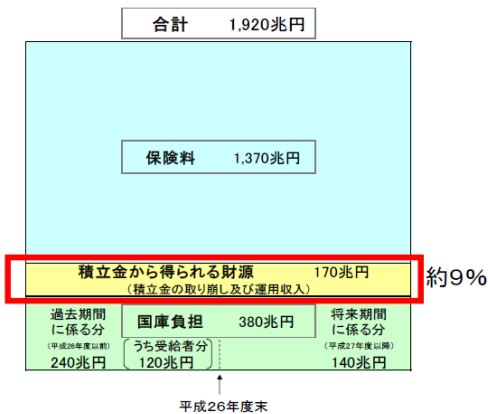 合計 1,920兆円
保険料 1,370兆円
積立金から得られる財源 170兆円
(積立金の取り崩し及び運用収入)
約9%
過去期間
に係る分
(平成26年度以前)
240兆円
国庫負担 380兆円
うち受給者分
120兆円
将来期間
に係る分
(平成27年度以降)
140兆円
平成26年度末